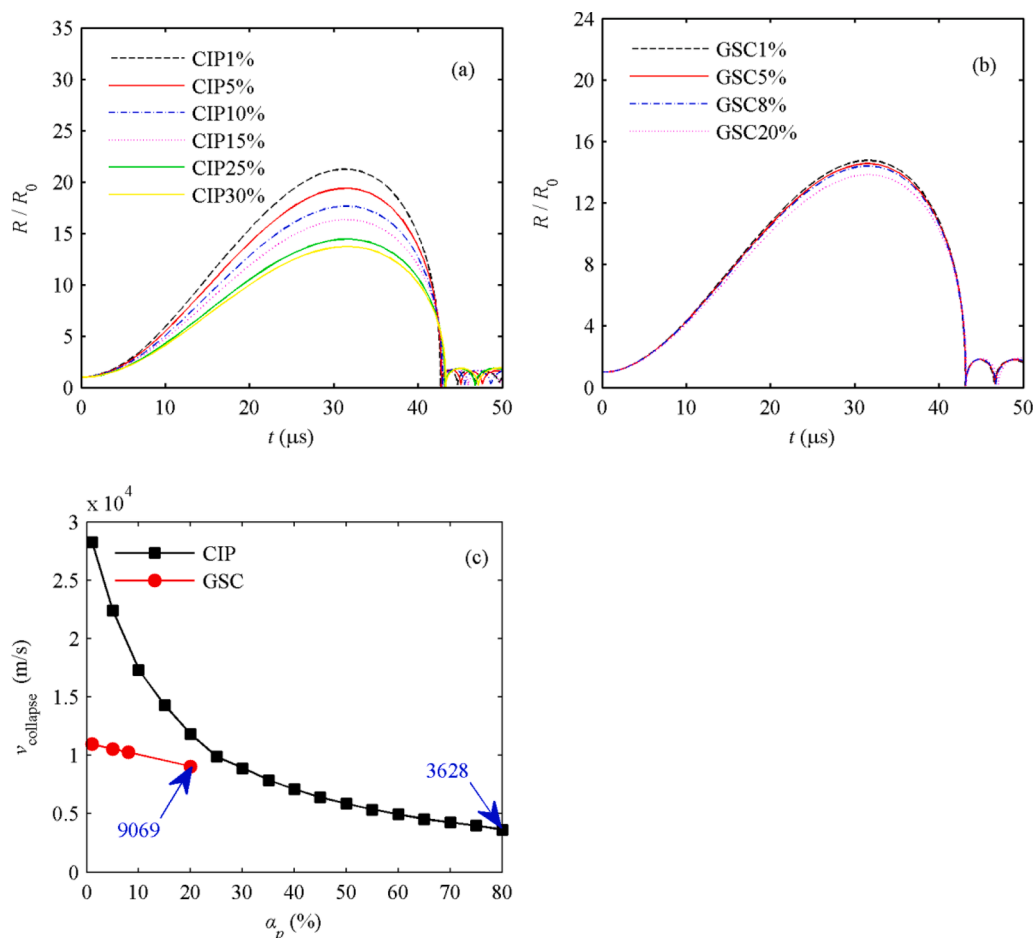 35
30
25
20
15
10
5
0
R / R0
CIP1%
CIP5%
CIP10%
CIP15%
CIP25%
CIP30%
(a)
0 10 20 30 40 50
t (μs)
24
20
16
12
8
4
0
R / R0
GSC1%
GSC5%
GSC8%
GSC20%
(b)
0 10 20 30 40 50
t (μs)
x 10^4
3
2.5
2
1.5
1
0.5
0
vcollapse (m/s)
CIP
GSC
(c)
3628
9069
0 10 20 30 40 50 60 70 80
αp (%)